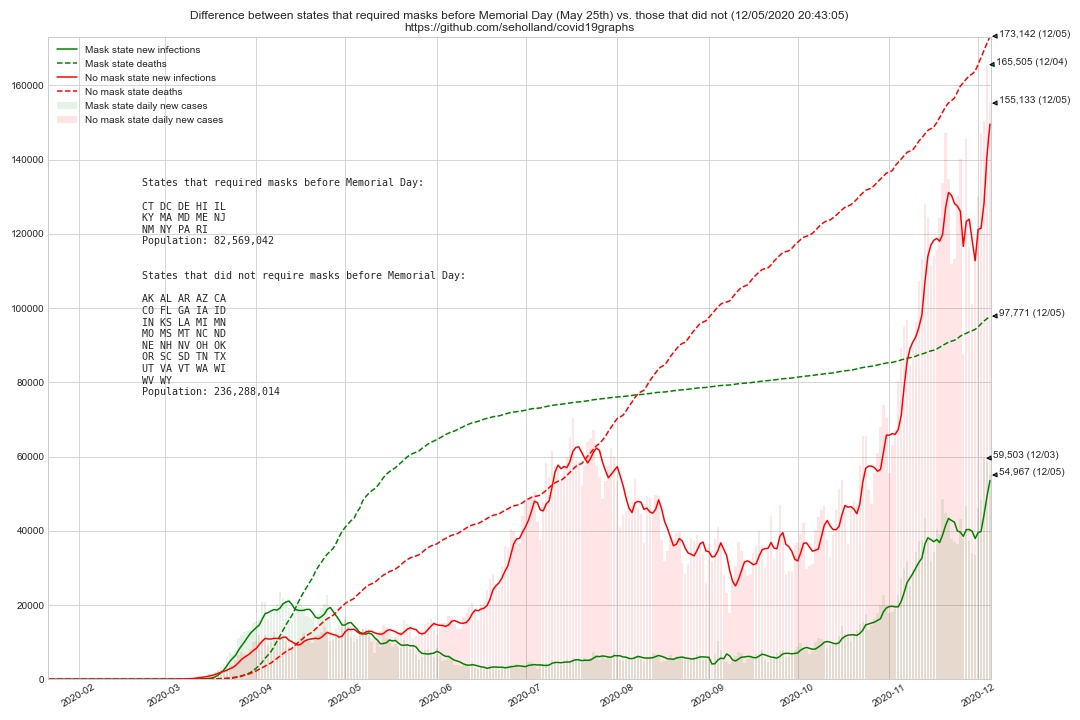 Difference between states that required masks before Memorial Day (May 25th) vs. those that did not (12/05/2020 20:43:05)
https://github.com/seholland/covid19graphs
Mask state new infections
Mask state deaths
No mask state new infections
No mask state deaths
Mask state daily new cases
No mask state daily new cases
States that required masks before Memorial Day:
CT DC DE HI IL
KY MA MD ME NJ
NM NY PA RI
Population: 82,569,042
States that did not require masks before Memorial Day:
AK AL AR AZ CA
CO FL GA IA ID
IN KS LA MI MN
MO MS MT NC ND
NE NH NV OH OK
OR SC SD TN TX
UT VA VT WA WI
WV WY
Population: 236,288,014
173,142 (12/05)
165,505 (12/04)
155,133 (12/05)
97,771 (12/05)
59,503 (12/03)
54,967 (12/05)
160000
140000
120000
100000
80000
60000
40000
20000
0
2020-02
2020-03
2020-04
2020-05
2020-06
2020-07
2020-08
2020-09
2020-10
2020-11
2020-12